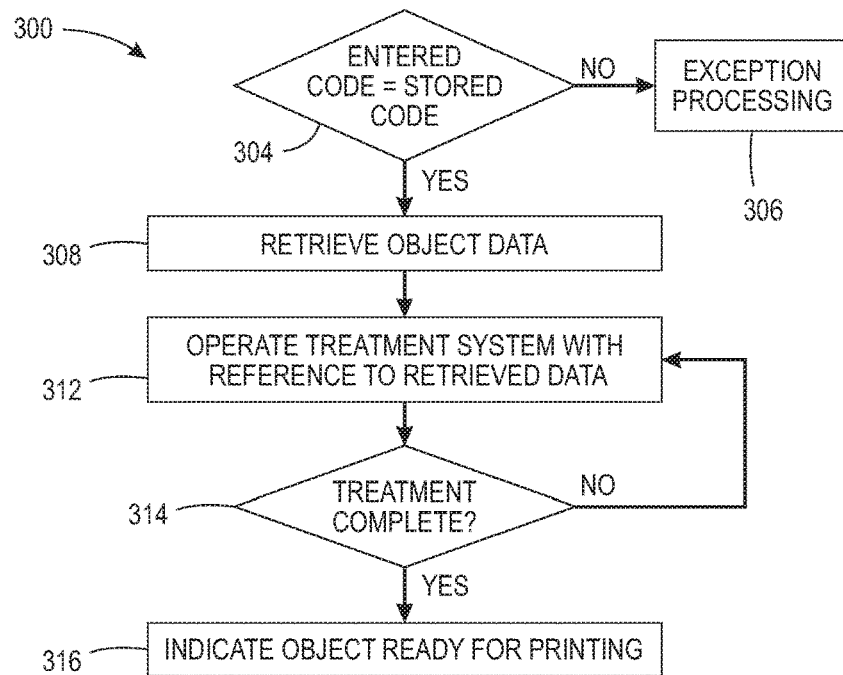 300
ENTERED
CODE = STORED
CODE
NO
EXCEPTION
PROCESSING
304
306
YES
308
RETRIEVE OBJECT DATA
OPERATE TREATMENT SYSTEM WITH
REFERENCE TO RETRIEVED DATA
312
TREATMENT
COMPLETE?
NO
314
YES
316
INDICATE OBJECT READY FOR PRINTING